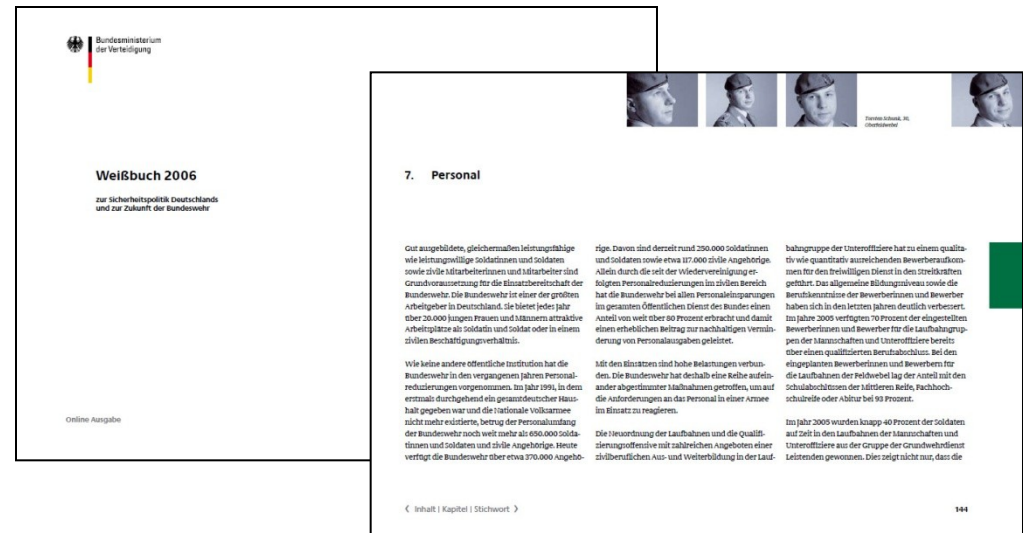 Bundesministerium
der Verteidigung
Weißbuch 2006
zur Sicherheitspolitik Deutschlands
und zur Zukunft der Bundeswehr
Online Ausgabe
Torsten Schmidt, 30,
Oberfeldwebel
7. Personal
Gut ausgebildete, gleichermaßen leistungsfähige
wie leistungswillige Soldatinnen und Soldaten
sowie zivile Mitarbeiterinnen und Mitarbeiter sind
Grundvoraussetzung für die Einsatzbereitschaft der
Bundeswehr. Die Bundeswehr ist einer der größten
Arbeitgeber in Deutschland. Sie bietet jedes Jahr
über 20.000 jungen Frauen und Männern attraktive
Arbeitsplätze als Soldatin und Soldat oder in einem
zivilen Beschäftigungsverhältnis.
Wie keine andere öffentliche Institution hat die
Bundeswehr in den vergangenen Jahren Personal-
reduzierungen vorgenommen. Im Jahr 1991, in dem
erstmals durchgehend ein gesamtdeutscher Haus-
halt gegeben war und die Nationale Volksarmee
nicht mehr existierte, betrug der Personalumfang
der Bundeswehr noch weit mehr als 650.000 Solda-
tinnen und Soldaten und zivile Angehörige. Heute
verfügt die Bundeswehr über etwa 370.000 Angehö-
rige. Davon sind derzeit rund 250.000 Soldatinnen
und Soldaten sowie etwa 117.000 zivile Angehörige.
Allein durch die seit der Wiedervereinigung er-
folgten Personalreduzierungen im zivilen Bereich
hat die Bundeswehr bei allen Personaleinsparungen
im gesamten Öffentlichen Dienst des Bundes einen
Anteil von weit über 80 Prozent erbracht und damit
einen erheblichen Beitrag zur nachhaltigen Vermin-
derung von Personalausgaben geleistet.
Mit den Einsätzen sind hohe Belastungen verbun-
den. Die Bundeswehr hat deshalb eine Reihe aufein-
ander abgestimmter Maßnahmen getroffen, um auf
die Anforderungen an das Personal in einer Armee
im Einsatz zu reagieren.
Die Neuordnung der Laufbahnen und die Qualifi-
zierungsoffensive mit zahlreichen Angeboten einer
zivilberuflichen Aus- und Weiterbildung in der Lauf-
bahngruppe der Unteroffiziere hat zu einem qualita-
tiv wie quantitativ ausreichenden Bewerberaufkom-
men für den freiwilligen Dienst in den Streitkräften
geführt. Das allgemeine Bildungsniveau sowie die
Berufskenntnisse der Bewerberinnen und Bewerber
haben sich in den letzten Jahren deutlich verbessert.
Im Jahre 2005 verfügten 70 Prozent der eingestellten
Bewerberinnen und Bewerber für die Laufbahngrup-
pen der Mannschaften und Unteroffiziere bereits
über einen qualifizierten Berufsabschluss. Bei den
eingeplanten Bewerberinnen und Bewerbern für
die Laufbahnen der Feldwebel lag der Anteil mit den
Schulabschlüssen der Mittleren Reife, Fachhoch-
schulreife oder Abitur bei 93 Prozent.
Im Jahr 2005 wurden knapp 40 Prozent der Soldaten
auf Zeit in den Laufbahnen der Mannschaften und
Unteroffiziere aus der Gruppe der Grundwehrdienst
Leistenden gewonnen. Dies zeigt nicht nur, dass die
< Inhalt | Kapitel | Stichwort >
144